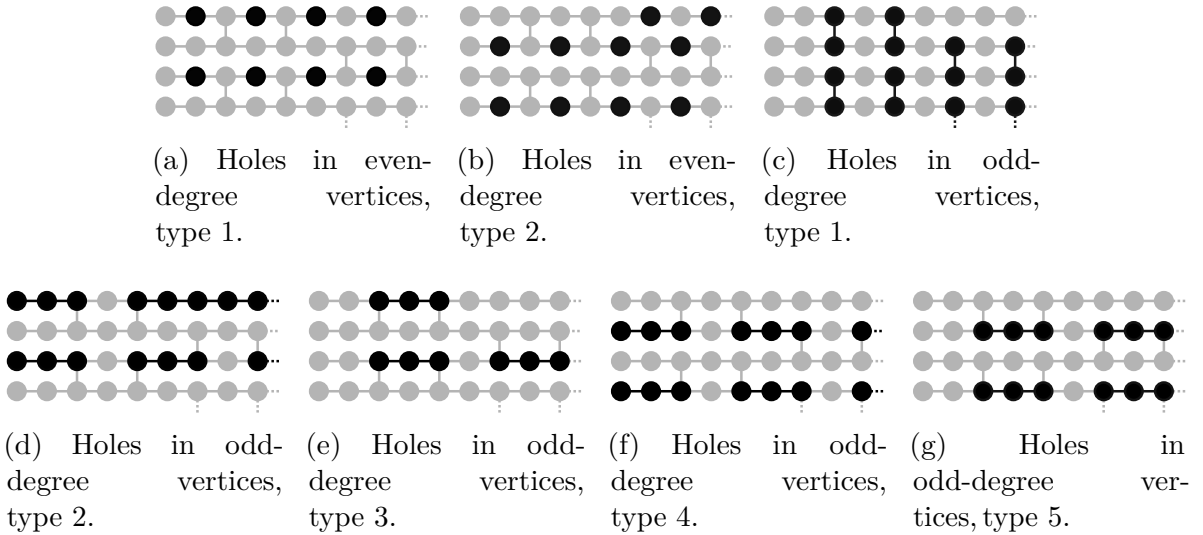 (a) Holes in even-
degree vertices,
type 1.
(b) Holes in even-
degree vertices,
type 2.
(c) Holes in odd-
degree vertices,
type 1.
(d) Holes in odd-
degree vertices,
type 2.
(e) Holes in odd-
degree vertices,
type 3.
(f) Holes in odd-
degree vertices,
type 4.
(g) Holes in
odd-degree ver-
tices, type 5.